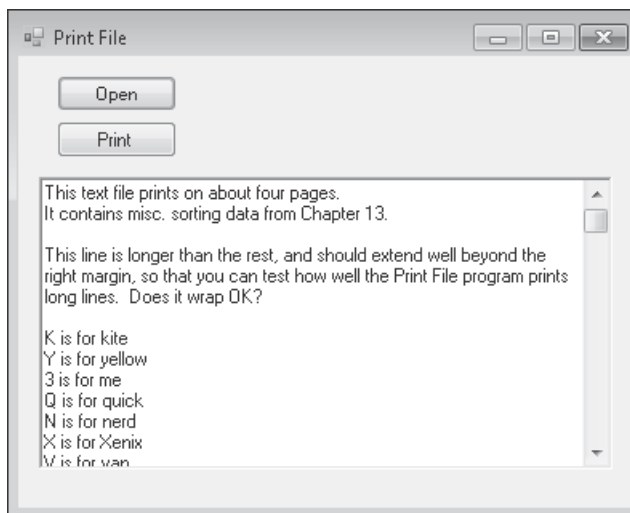 Print File
Open
Print
This text file prints on about four pages.
It contains misc. sorting data from Chapter 13.
This line is longer than the rest, and should extend well beyond the
right margin, so that you can test how well the Print File program prints
long lines.  Does it wrap OK?
K is for kite
Y is for yellow
3 is for me
Q is for quick
N is for nerd
X is for Xenix
V is for van